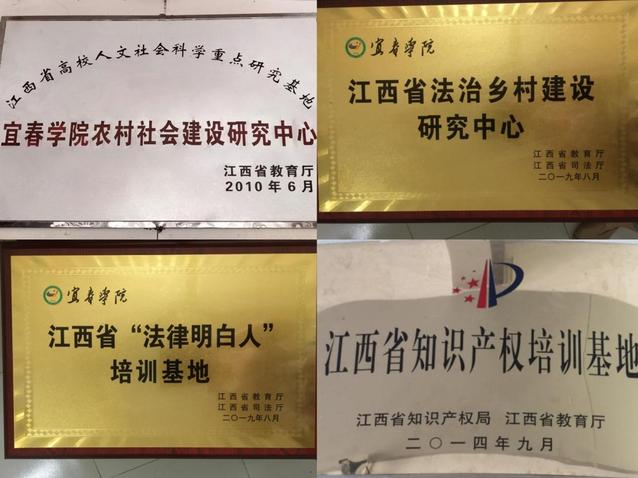 江西省高校人文社会科学重点研究基地
宜春学院农村社会建设研究中心
江西省教育厅
2010年6月
宜春学院
江西省法治乡村建设
研究中心
江西省教育厅
江西省司法厅
二〇一九年八月
宜春学院
江西省“法律明白人”
培训基地
江西省教育厅
江西省司法厅
二〇一九年八月
江西省知识产权培训基地
江西省知识产权局 江西省教育厅
二〇一四年九月